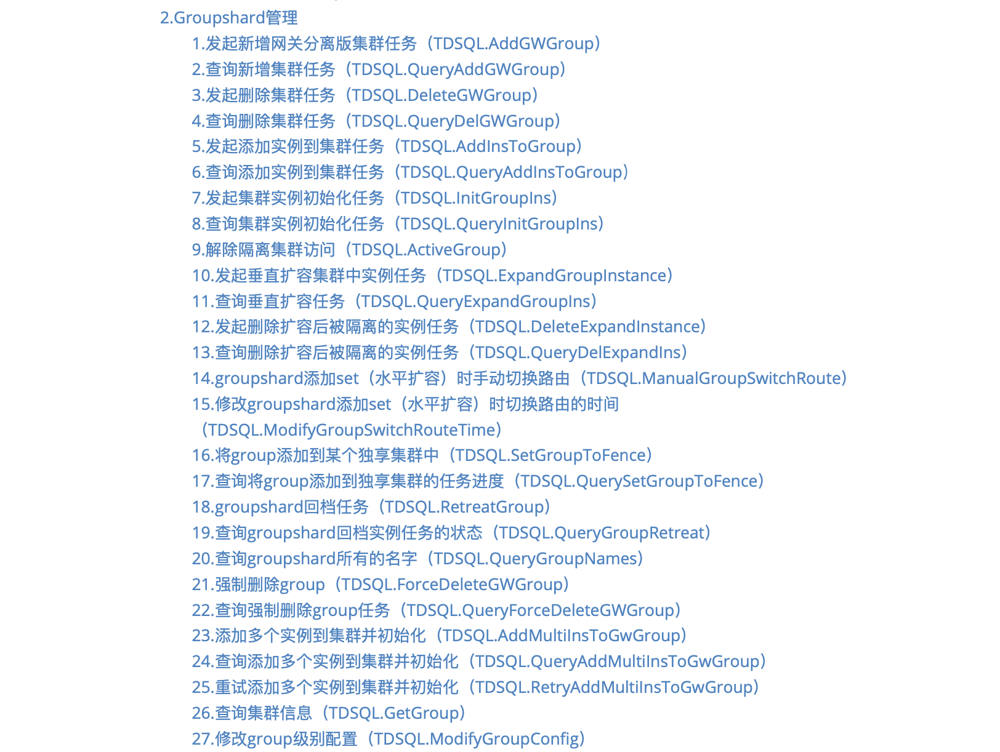 2.Groupshard管理
1.发起新增网关分离版集群任务（TDSQL.AddGWGroup）
2.查询新增集群任务（TDSQL.QueryAddGWGroup）
3.发起删除集群任务（TDSQL.DeleteGWGroup）
4.查询删除集群任务（TDSQL.QueryDelGWGroup）
5.发起添加实例到集群任务（TDSQL.AddInsToGroup）
6.查询添加实例到集群任务（TDSQL.QueryAddInsToGroup）
7.发起集群实例初始化任务（TDSQL.InitGroupIns）
8.查询集群实例初始化任务（TDSQL.QueryInitGroupIns）
9.解除隔离集群访问（TDSQL.ActiveGroup）
10.发起垂直扩容集群中实例任务（TDSQL.ExpandGroupInstance）
11.查询垂直扩容任务（TDSQL.QueryExpandGroupIns）
12.发起删除扩容后被隔离的实例任务（TDSQL.DeleteExpandInstance）
13.查询删除扩容后被隔离的实例任务（TDSQL.QueryDelExpandIns）
14.groupshard添加set（水平扩容）时手动切换路由（TDSQL.ManualGroupSwitchRoute）
15.修改groupshard添加set（水平扩容）时切换路由的时间
（TDSQL.ModifyGroupSwitchRouteTime）
16.将group添加到某个独享集群中（TDSQL.SetGroupToFence）
17.查询将group添加到独享集群的任务进度（TDSQL.QuerySetGroupToFence）
18.groupshard回档任务（TDSQL.RetreatGroup）
19.查询groupshard回档实例任务的状态（TDSQL.QueryGroupRetreat）
20.查询groupshard所有的名字（TDSQL.QueryGroupNames）
21.强制删除group（TDSQL.ForceDeleteGWGroup）
22.查询强制删除group任务（TDSQL.QueryForceDeleteGWGroup）
23.添加多个实例到集群并初始化（TDSQL.AddMultiInsToGwGroup）
24.查询添加多个实例到集群并初始化（TDSQL.QueryAddMultiInsToGwGroup）
25.重试添加多个实例到集群并初始化（TDSQL.RetryAddMultiInsToGwGroup）
26.查询集群信息（TDSQL.GetGroup）
27.修改group级别配置（TDSQL.ModifyGroupConfig）